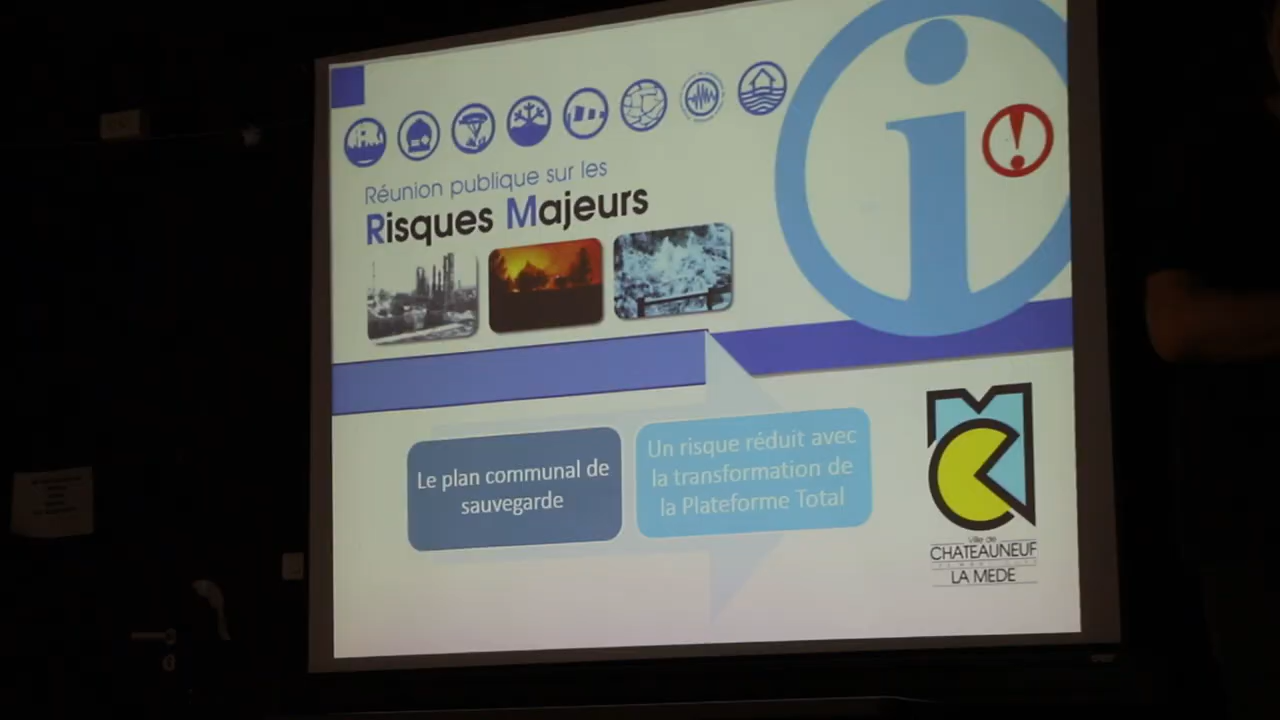 Réunion publique sur les
Risques Majeurs
Le plan communal de
sauvegarde
Un risque réduit avec
la transformation de
la Plateforme Total
Ville de
CHATEAUNEUF
LA MEDE